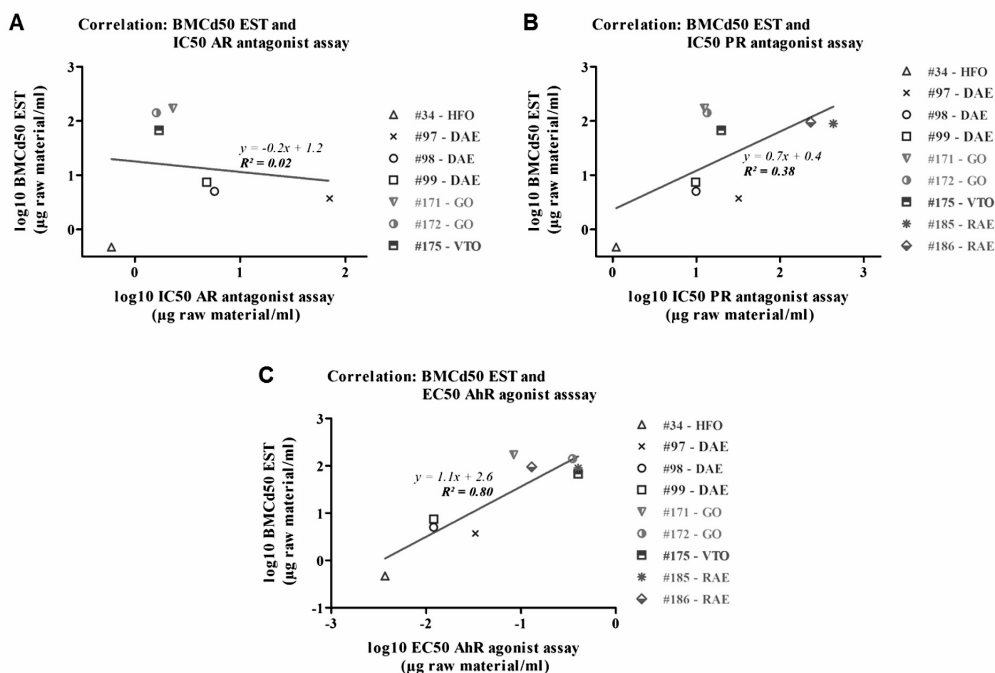 A
Correlation: BMCd50 EST and
IC50 AR antagonist assay
log10 BMCd50 EST
(µg raw material/ml)
3
2
1
0
y = -0.2x + 1.2
R² = 0.02
0
1
2
log10 IC50 AR antagonist assay
(µg raw material/ml)
#34 - HFO
#97 - DAE
#98 - DAE
#99 - DAE
#171 - GO
#172 - GO
#175 - VTO
B
Correlation: BMCd50 EST and
IC50 PR antagonist assay
log10 BMCd50 EST
(µg raw material/ml)
3
2
1
0
y = 0.7x + 0.4
R² = 0.38
0
1
2
3
log10 IC50 PR antagonist assay
(µg raw material/ml)
#34 - HFO
#97 - DAE
#98 - DAE
#99 - DAE
#171 - GO
#172 - GO
#175 - VTO
#185 - RAE
#186 - RAE
C
Correlation: BMCd50 EST and
EC50 AhR agonist asssay
log10 BMCd50 EST
(µg raw material/ml)
3
2
1
0
-1
y = 1.1x + 2.6
R² = 0.80
-3
-2
-1
0
log10 EC50 AhR agonist assay
(µg raw material/ml)
#34 - HFO
#97 - DAE
#98 - DAE
#99 - DAE
#171 - GO
#172 - GO
#175 - VTO
#185 - RAE
#186 - RAE